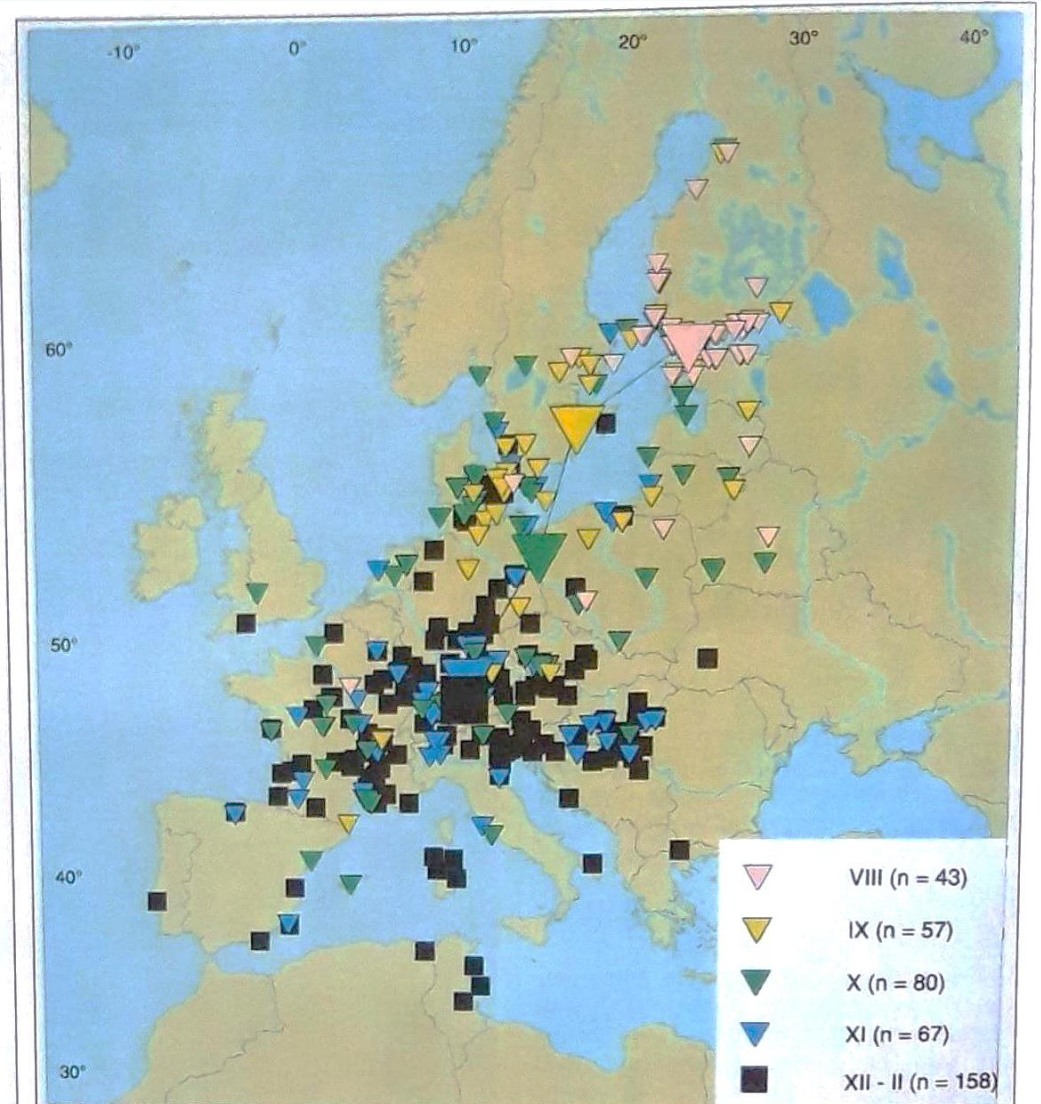 -10° 0° 10° 20° 30° 40°
60°
50°
40°
30°
VIII (n = 43)
IX (n = 57)
X (n = 80)
XI (n = 67)
XII - II (n = 158)